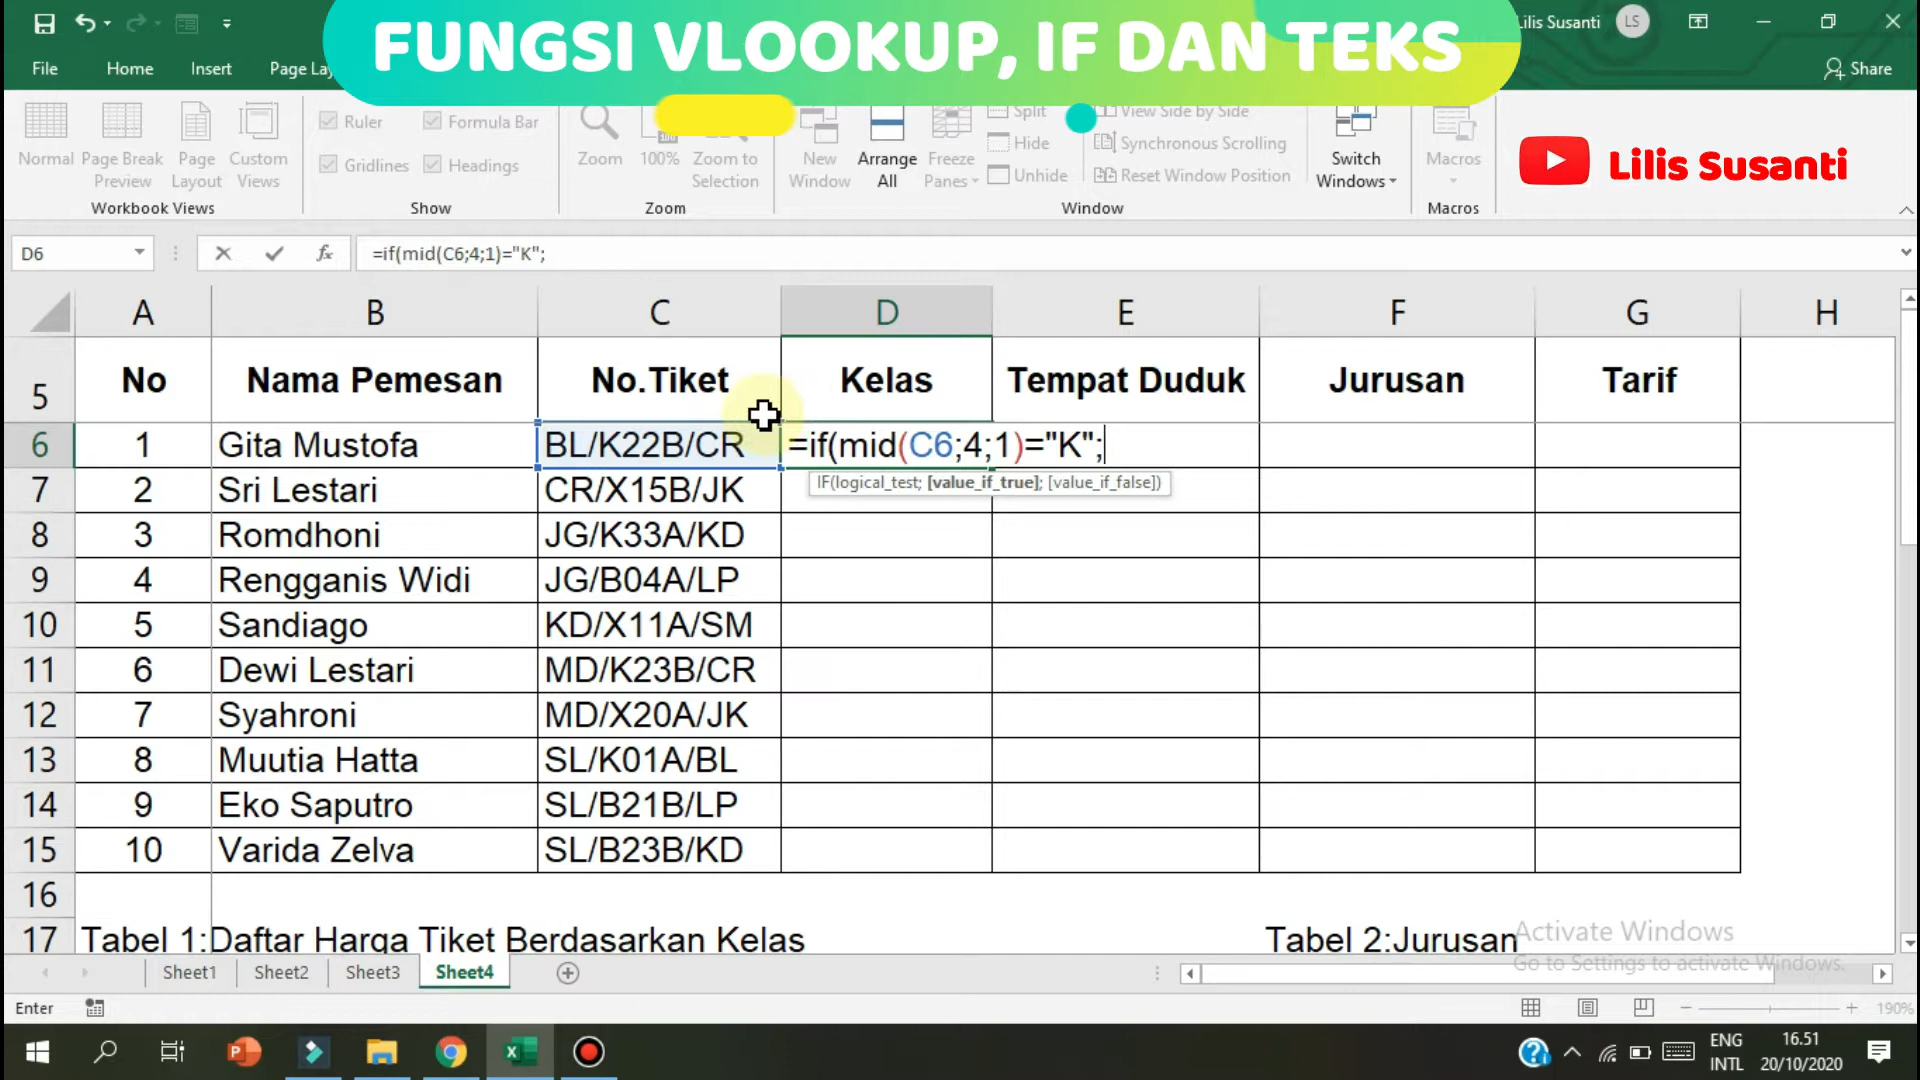 FUNGSI VLOOKUP, IF DAN TEKS
Lilis Susanti LS
File Home Insert Page Share
Normal Page Break Preview Page Layout Custom Views
Workbook Views
Ruler Formula Bar
Gridlines Headings
Show
Zoom 100% Zoom to Selection
Zoom
New Window Arrange All Freeze Panes
Split View Side by Side
Hide Synchronous Scrolling
Unhide Reset Window Position
Window
Switch Windows
Macros
Macros
Lilis Susanti
D6 fx =if(mid(C6;4;1)="K";
A B C D E F G H
5 No Nama Pemesan No.Tiket Kelas Tempat Duduk Jurusan Tarif
6 1 Gita Mustofa BL/K22B/CR =if(mid(C6;4;1)="K";
IF(logical_test; [value_if_true]; [value_if_false])
7 2 Sri Lestari CR/X15B/JK
8 3 Romdhoni JG/K33A/KD
9 4 Rengganis Widi JG/B04A/LP
10 5 Sandiago KD/X11A/SM
11 6 Dewi Lestari MD/K23B/CR
12 7 Syahroni MD/X20A/JK
13 8 Muutia Hatta SL/K01A/BL
14 9 Eko Saputro SL/B21B/LP
15 10 Varida Zelva SL/B23B/KD
16
17 Tabel 1:Daftar Harga Tiket Berdasarkan Kelas Tabel 2:Jurusan
Activate Windows
Go to Settings to activate Windows.
Sheet1 Sheet2 Sheet3 Sheet4
Enter 190%
ENG 16.51
INTL 20/10/2020